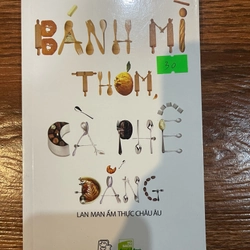 BÁNH MÌ
THƠM,
CÀ PHÊ
ĐẮNG
LAN MAN ẨM THỰC CHÂU ÂU